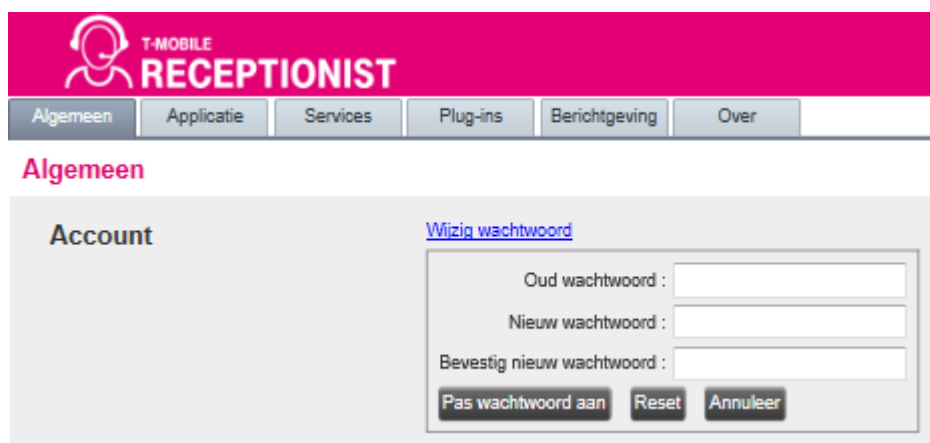 T-MOBILE
RECEPTIONIST
Algemeen Applicatie Services Plug-ins Berichtgeving Over
Algemeen
Account
Wijzig wachtwoord
Oud wachtwoord :
Nieuw wachtwoord :
Bevestig nieuw wachtwoord :
Pas wachtwoord aan Reset Annuleer